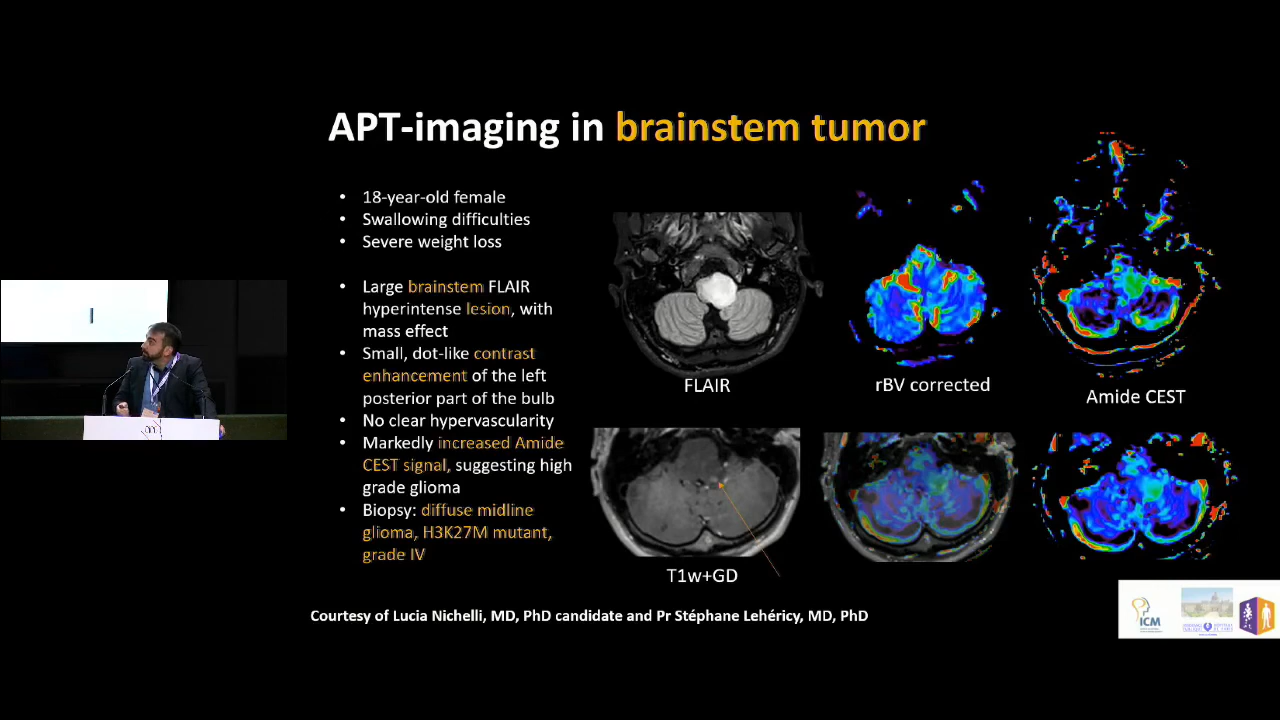 APT-imaging in brainstem tumor
• 18-year-old female
• Swallowing difficulties
• Severe weight loss
• Large brainstem FLAIR
hyperintense lesion, with
mass effect
• Small, dot-like contrast
enhancement of the left
posterior part of the bulb
• No clear hypervascularity
• Markedly increased Amide
CEST signal, suggesting high
grade glioma
• Biopsy: diffuse midline
glioma, H3K27M mutant,
grade IV
FLAIR
rBV corrected
Amide CEST
T1w+GD
Courtesy of Lucia Nichelli, MD, PhD candidate and Pr Stéphane Lehéricy, MD, PhD
ICM